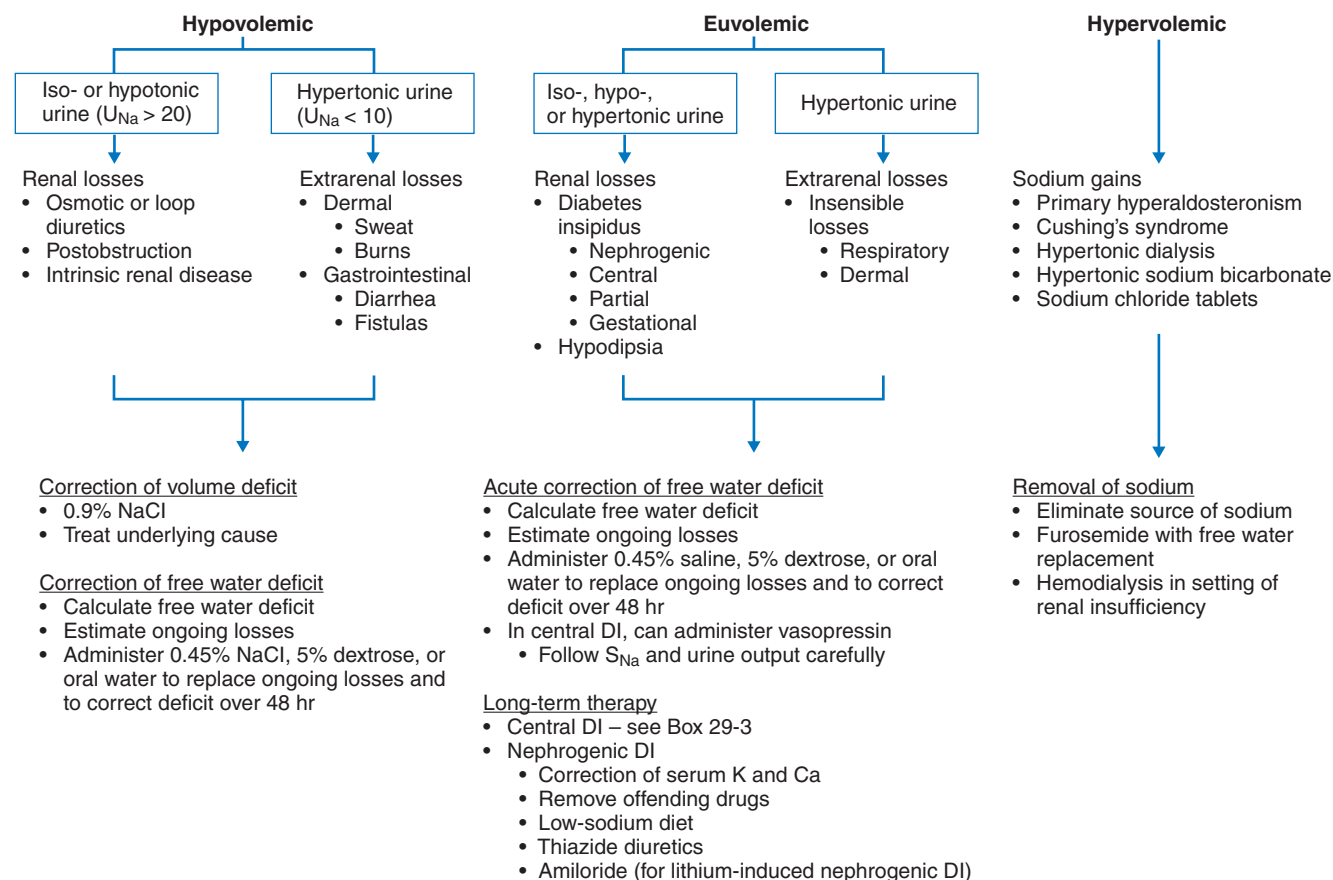 Hypovolemic
Iso- or hypotonic
urine (UNa > 20)
Hypertonic urine
(UNa < 10)
Renal losses
• Osmotic or loop
diuretics
• Postobstruction
• Intrinsic renal disease
Extrarenal losses
• Dermal
• Sweat
• Burns
• Gastrointestinal
• Diarrhea
• Fistulas
Correction of volume deficit
• 0.9% NaCl
• Treat underlying cause
Correction of free water deficit
• Calculate free water deficit
• Estimate ongoing losses
• Administer 0.45% NaCl, 5% dextrose, or
oral water to replace ongoing losses and
to correct deficit over 48 hr
Euvolemic
Iso-, hypo-,
or hypertonic urine
Hypertonic urine
Renal losses
• Diabetes
insipidus
• Nephrogenic
• Central
• Partial
• Gestational
• Hypodipsia
Extrarenal losses
• Insensible
losses
• Respiratory
• Dermal
Acute correction of free water deficit
• Calculate free water deficit
• Estimate ongoing losses
• Administer 0.45% saline, 5% dextrose, or oral
water to replace ongoing losses and to correct
deficit over 48 hr
• In central DI, can administer vasopressin
• Follow SNa and urine output carefully
Long-term therapy
• Central DI – see Box 29-3
• Nephrogenic DI
• Correction of serum K and Ca
• Remove offending drugs
• Low-sodium diet
• Thiazide diuretics
• Amiloride (for lithium-induced nephrogenic DI)
Hypervolemic
Sodium gains
• Primary hyperaldosteronism
• Cushing's syndrome
• Hypertonic dialysis
• Hypertonic sodium bicarbonate
• Sodium chloride tablets
Removal of sodium
• Eliminate source of sodium
• Furosemide with free water
replacement
• Hemodialysis in setting of
renal insufficiency